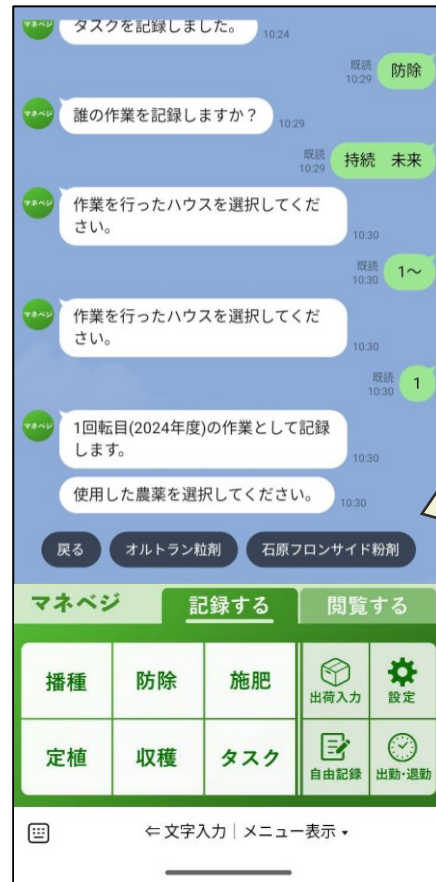 マネベジ
タスクを記録しました。
10:24
既読
10:29
防除
マネベジ
誰の作業を記録しますか？
10:29
既読
10:29
持続　未来
マネベジ
作業を行ったハウスを選択してくだ
さい。
10:30
既読
10:30
1～
マネベジ
作業を行ったハウスを選択してくだ
さい。
10:30
既読
10:30
1
マネベジ
1回転目(2024年度)の作業として記録
します。
10:30
使用した農薬を選択してください。
10:30
戻る
オルトラン粒剤
石原フロンサイド粉剤
マネベジ
記録する
閲覧する
播種
防除
施肥
出荷入力
設定
定植
収穫
タスク
自由記録
出勤･退勤
⇐文字入力｜メニュー表示 ▾